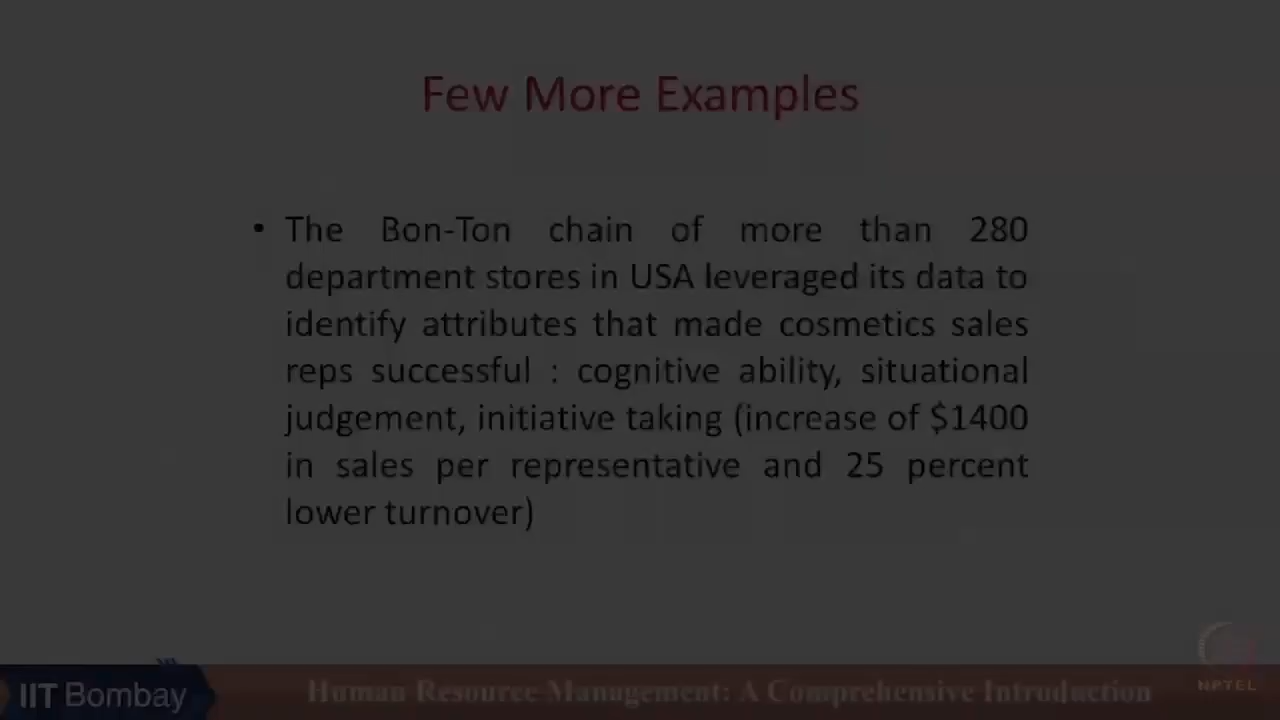 Few More Examples
• The Bon-Ton chain of more than 280
department stores in USA leveraged its data to
identify attributes that made cosmetics sales
reps successful : cognitive ability, situational
judgement, initiative taking (increase of $1400
in sales per representative and 25 percent
lower turnover)
IIT Bombay
Human Resource Management: A Comprehensive Introduction
NPTEL